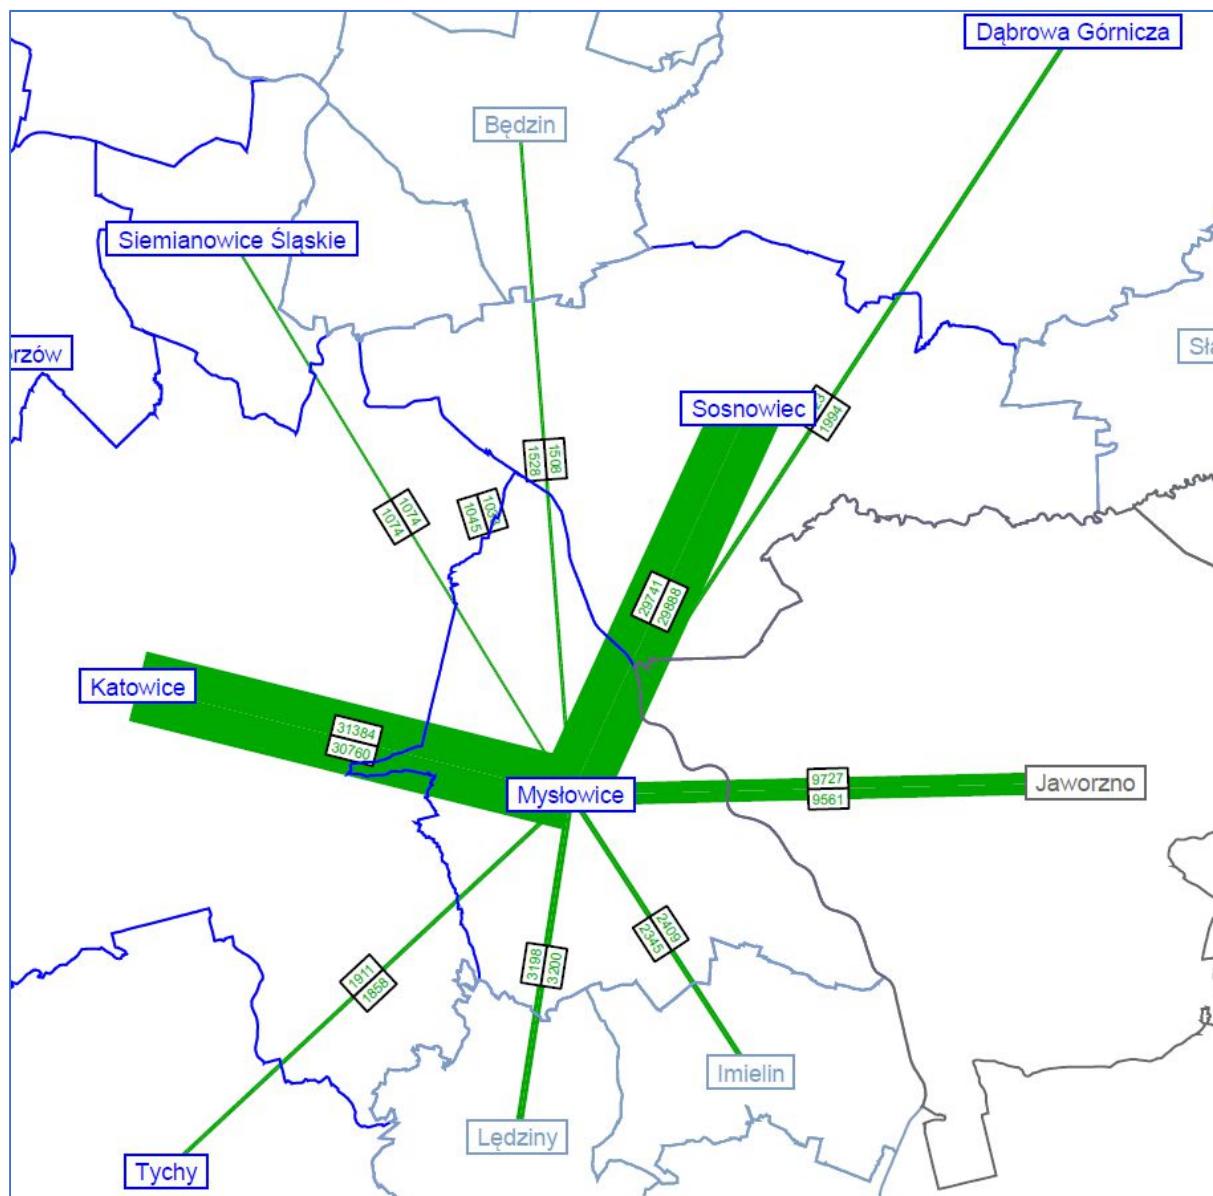 Dąbrowa Górnicza
Będzin
Siemianowice Śląskie
rzów
Sł
Sosnowiec
1994
1508
1528
1074
1074
1045
29741
29888
Katowice
31384
30760
Mysłowice
9727
9561
Jaworzno
2409
2345
3198
3200
1911
1858
Imielin
Lędziny
Tychy